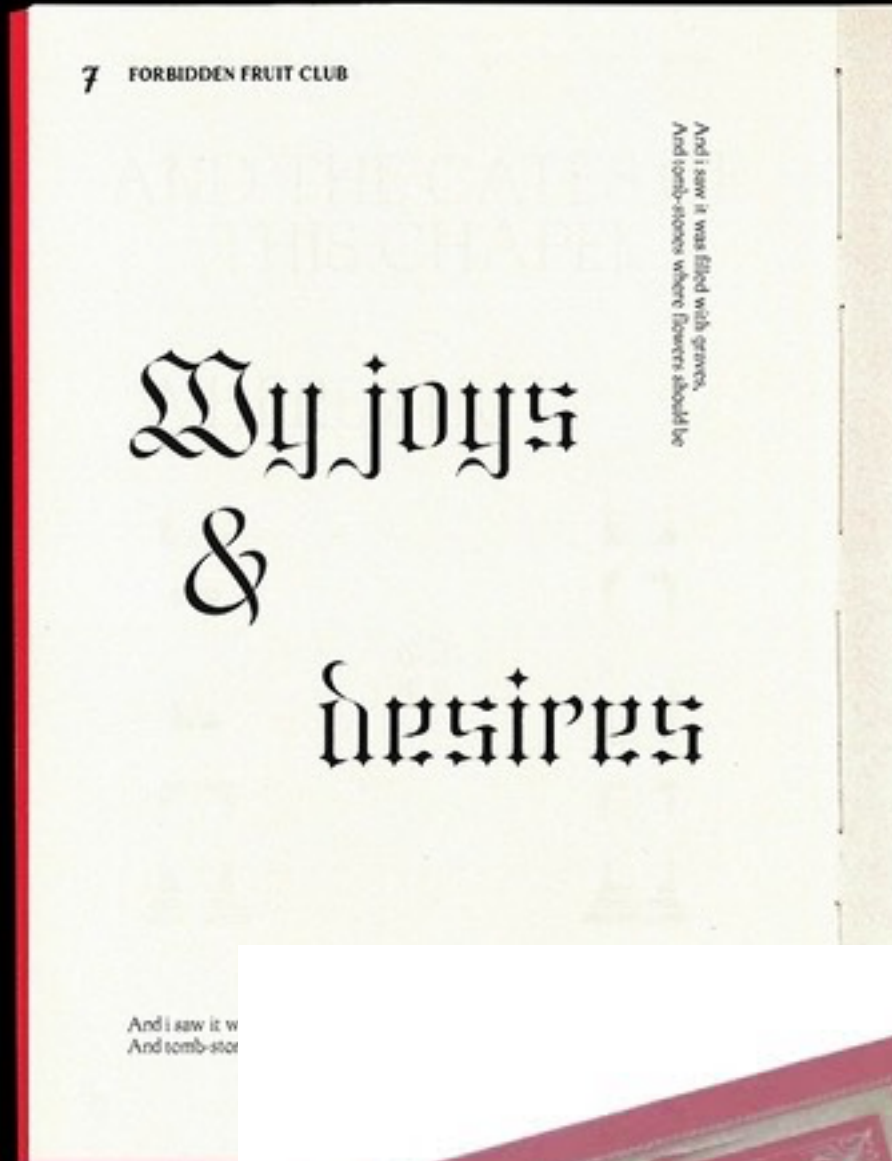 7 FORBIDDEN FRUIT CLUB
And i saw it was filled with graves,
And tomb-stones where flowers should be
My joys
&
desires
And i saw it w
And tomb-stor